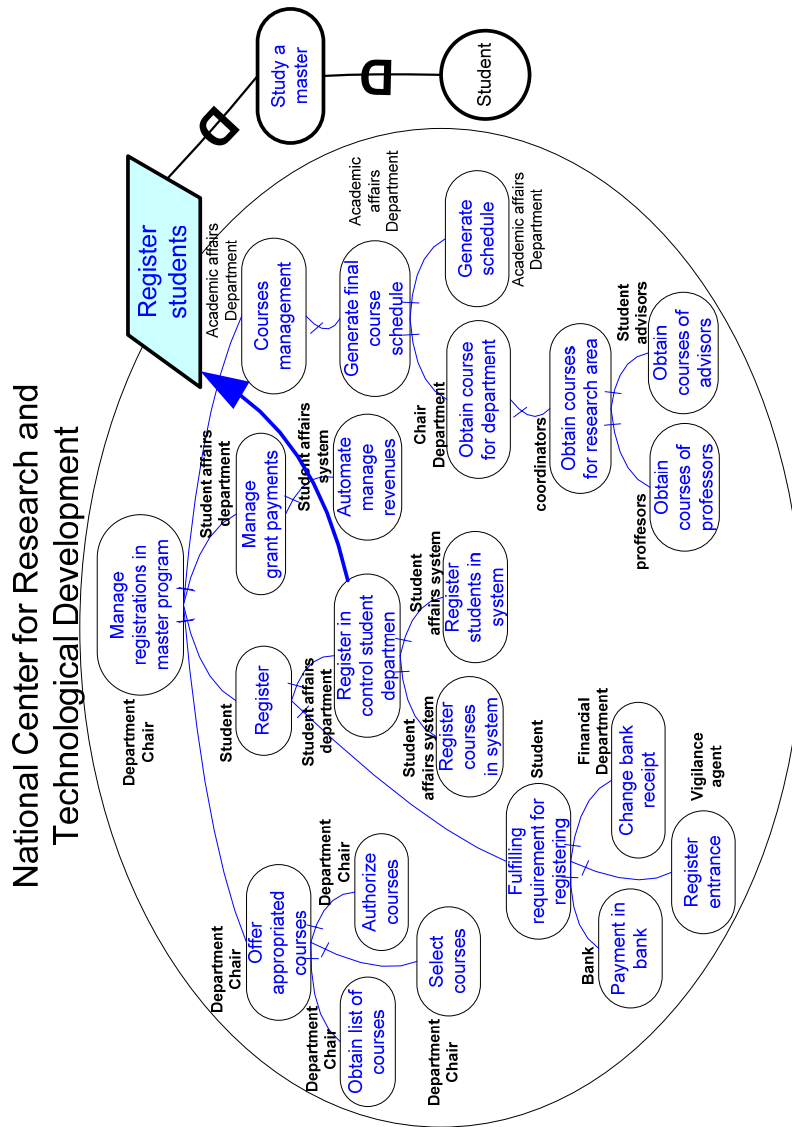 National Center for Research and
Technological Development
Manage
registrations in
master program
Department
Chair
Register
students
Study a
master
Student
D
D
Department
Chair
Offer
appropriated
courses
Student
Register
Student affairs
department
Manage
grant payments
Academic affairs
Department
Courses
management
Department
Chair
Obtain list of
courses
Department
Chair
Authorize
courses
Department
Chair
Select
courses
Student affairs
department
Register in
control student
departmen
Student affairs
system
Automate
manage
revenues
Academic
affairs
Department
Generate final
course
schedule
Student
affairs system
Register
courses
in system
Student
affairs system
Register
students in
system
Chair
Department
Obtain course
for department
Generate
schedule
Academic affairs
Department
Student
Fulfilling
requirement for
registering
coordinators
Obtain courses
for research area
Bank
Payment in
bank
Financial
Department
Change bank
receipt
Vigilance
agent
Register
entrance
proffesors
Obtain
courses of
professors
Student
advisors
Obtain
courses of
advisors